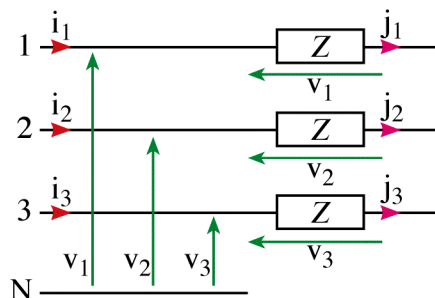 1 i₁ Z j₁
v₁
2 i₂ Z j₂
v₂
3 i₃ Z j₃
v₁ v₂ v₃ v₃
N